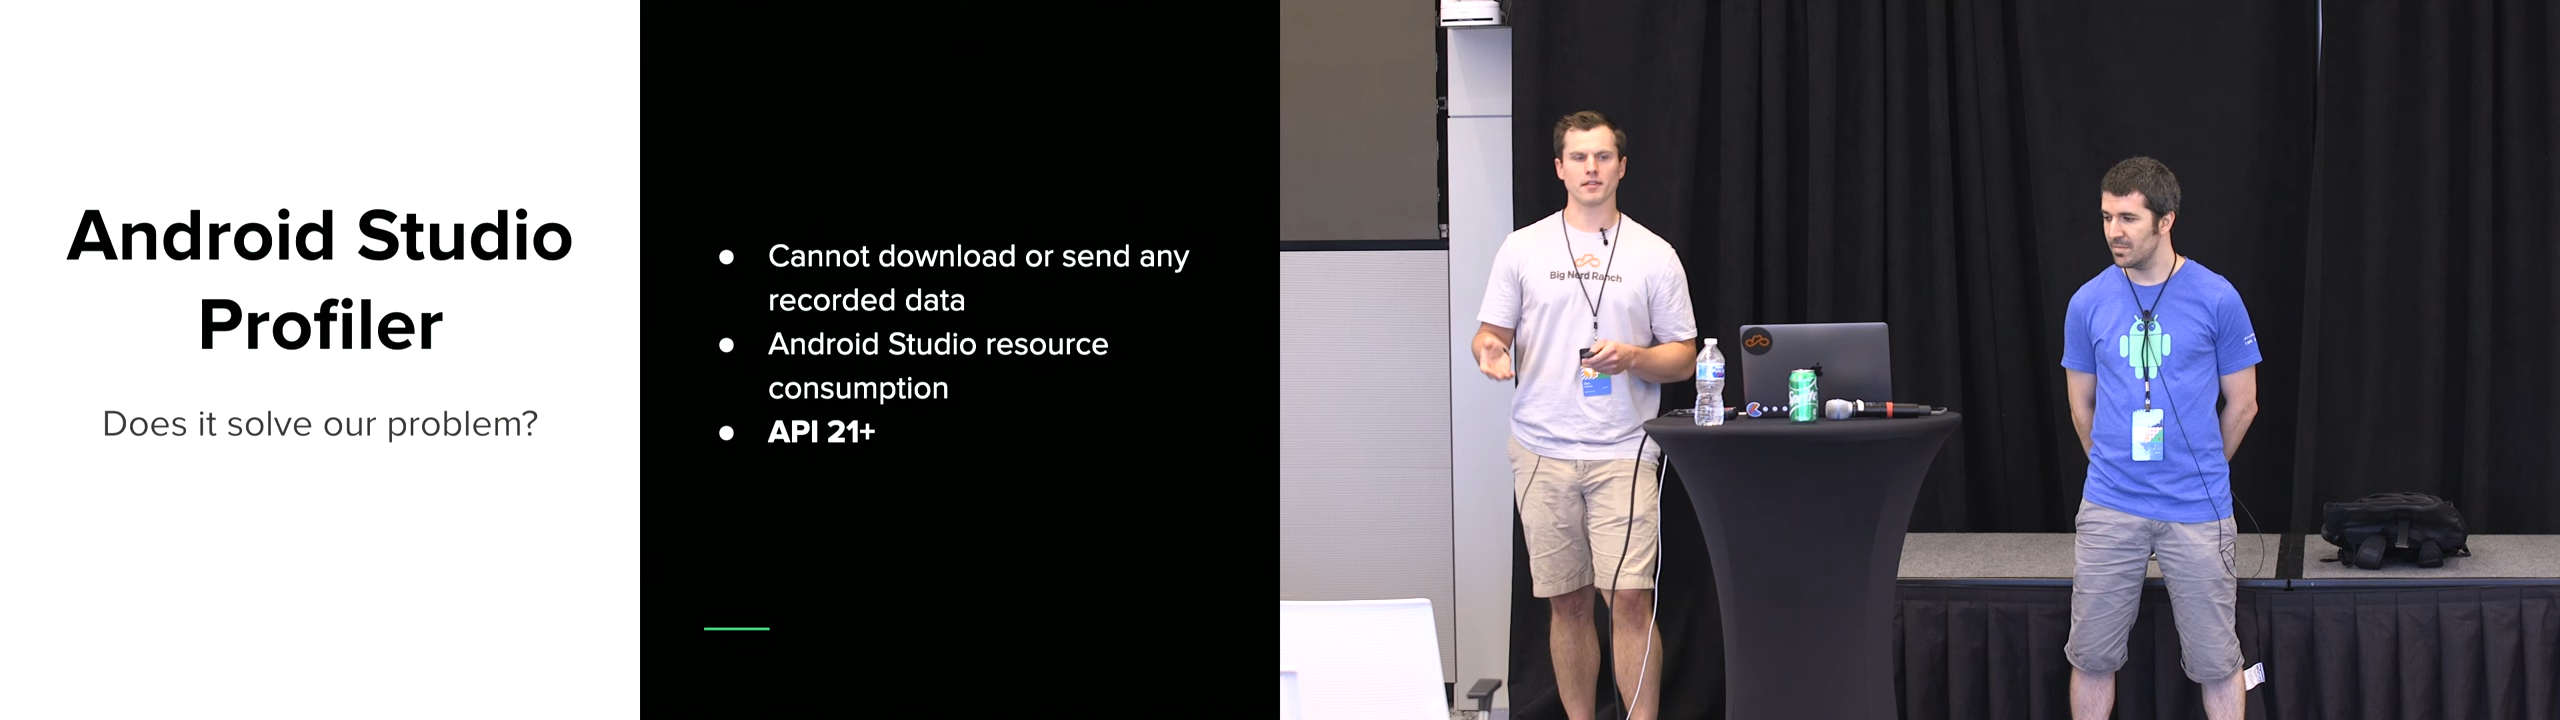 Android Studio
Profiler
Does it solve our problem?
● Cannot download or send any
recorded data
● Android Studio resource
consumption
● API 21+
Big Nerd Ranch